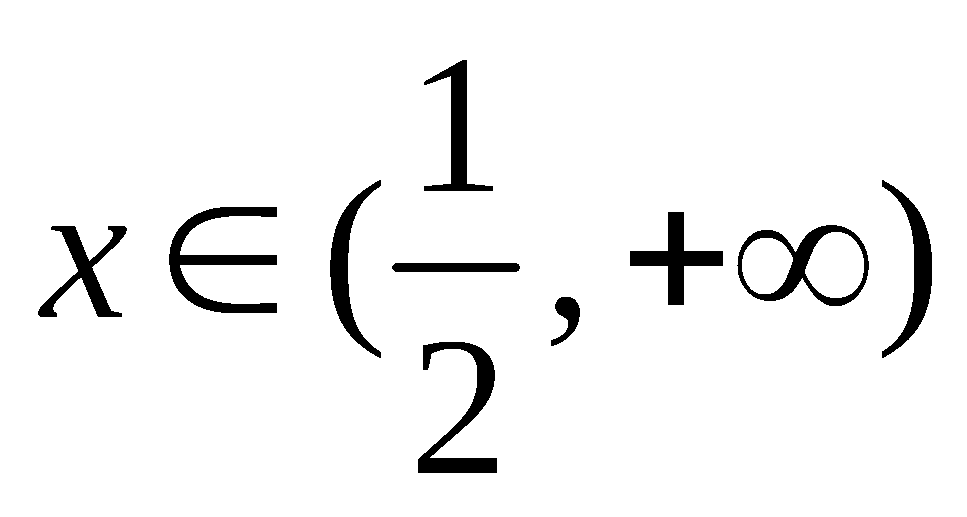 x ∈ (1/2, +∞)